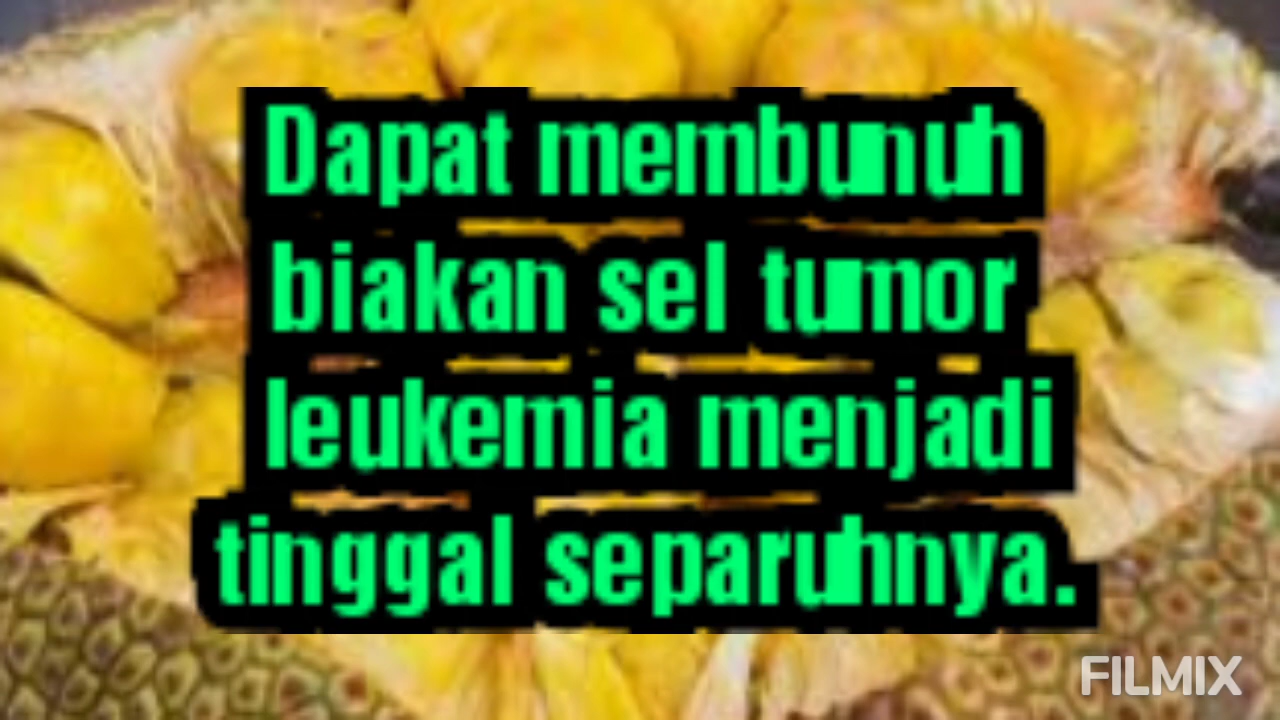 Dapat membunuh
biakan sel tumor
leukemia menjadi
tinggal separuhnya.
FILMIX